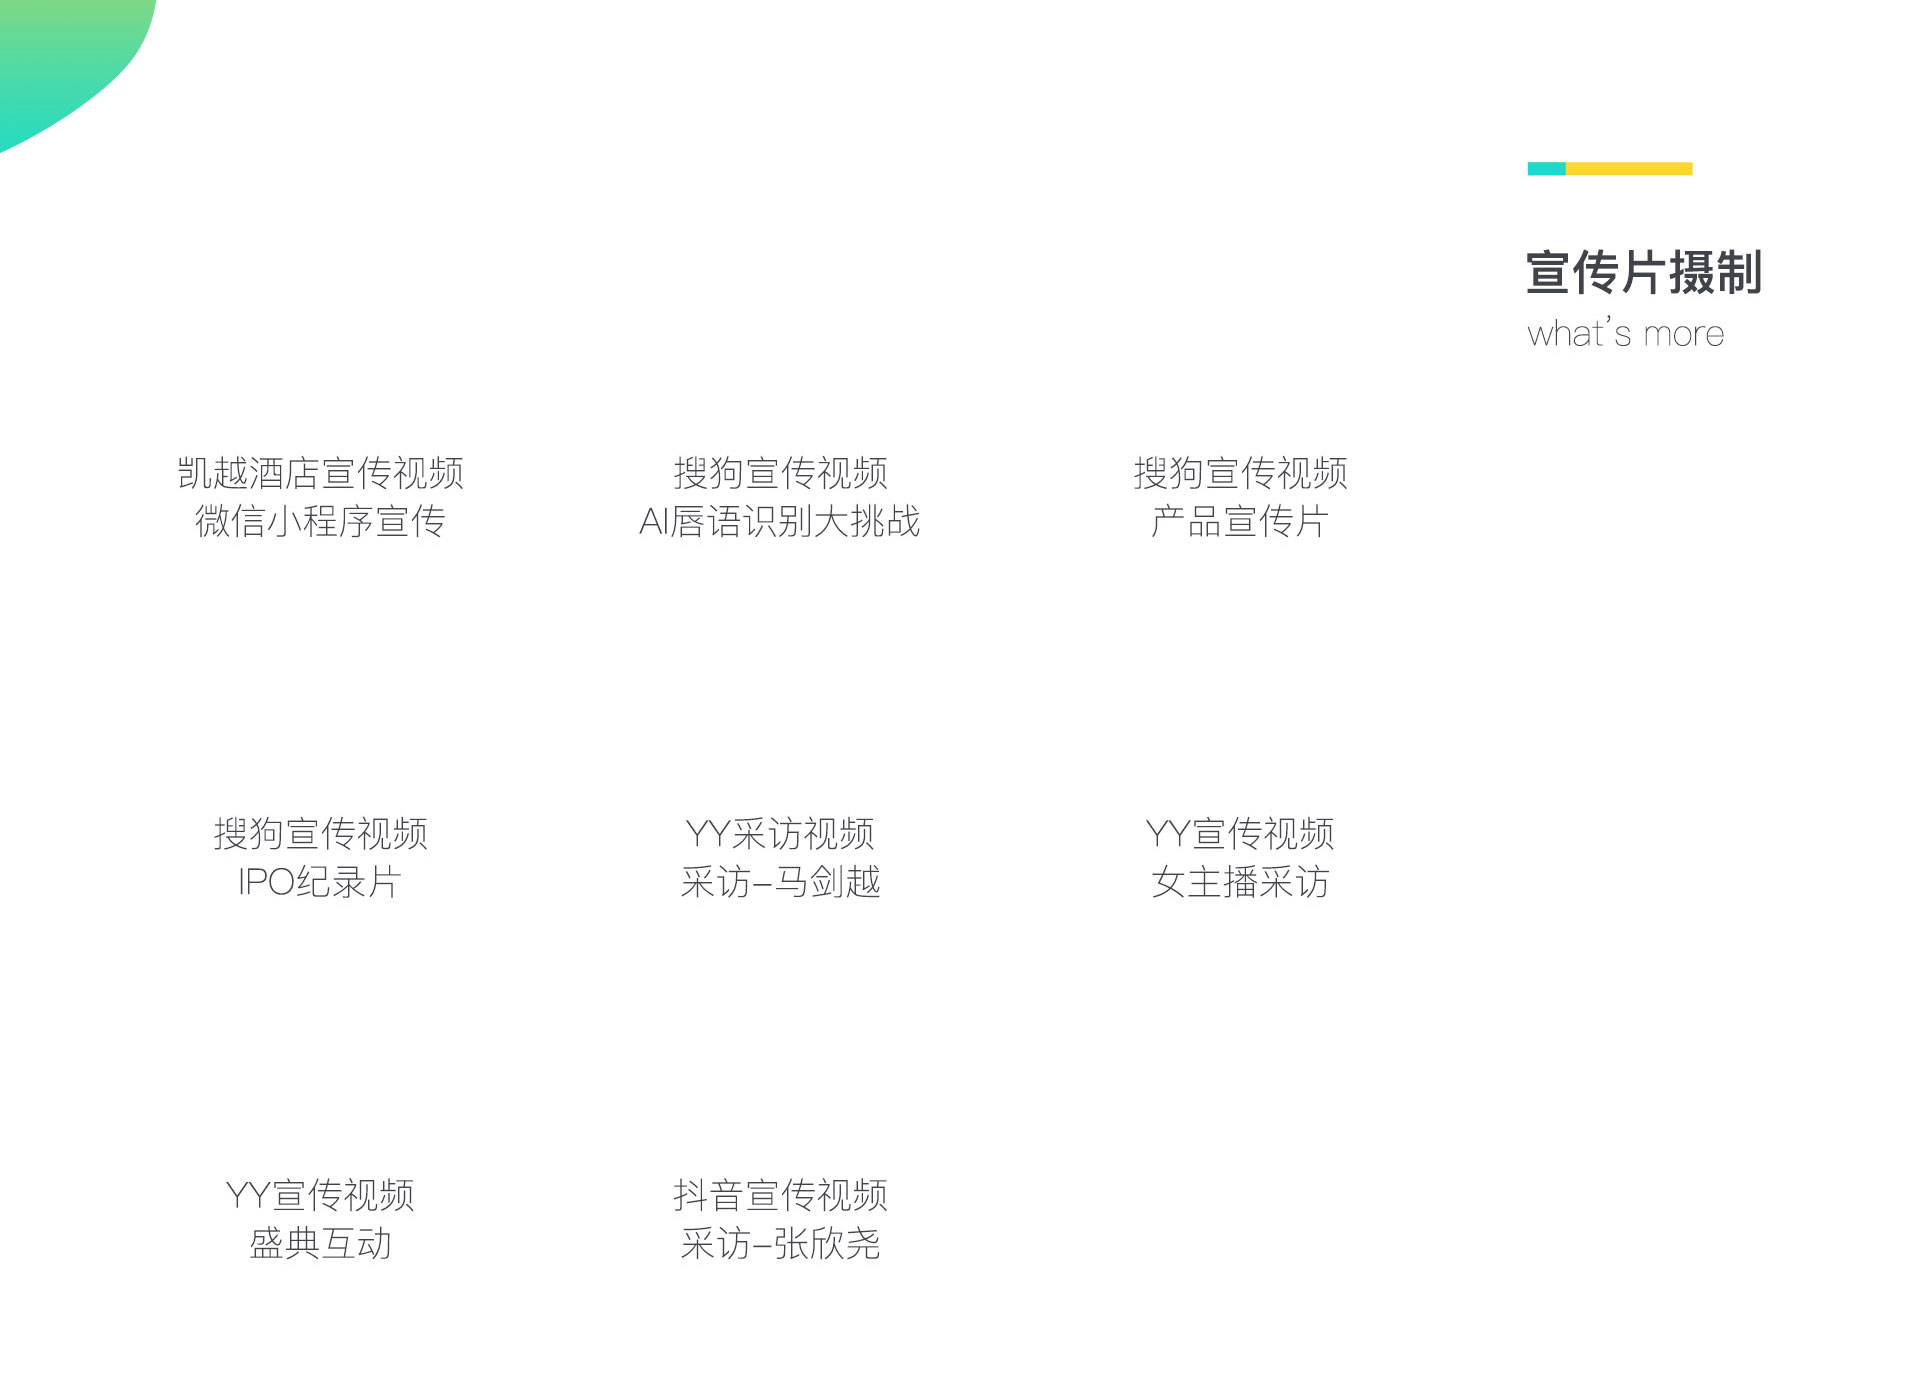 宣传片摄制
what's more
凯越酒店宣传视频
微信小程序宣传
搜狗宣传视频
AI唇语识别大挑战
搜狗宣传视频
产品宣传片
搜狗宣传视频
IPO纪录片
YY采访视频
采访-马剑越
YY宣传视频
女主播采访
YY宣传视频
盛典互动
抖音宣传视频
采访-张欣尧